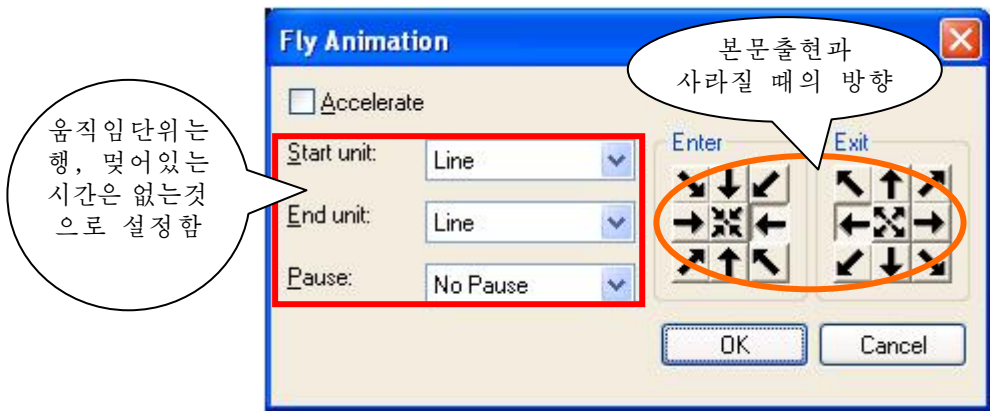 Fly Animation
본문출현과
사라질 때의 방향
Accelerate
움직임단위는
행, 멎어있는
시간은 없는것
으로 설정함
Start unit:
Line
End unit:
Line
Pause:
No Pause
Enter
Exit
OK
Cancel